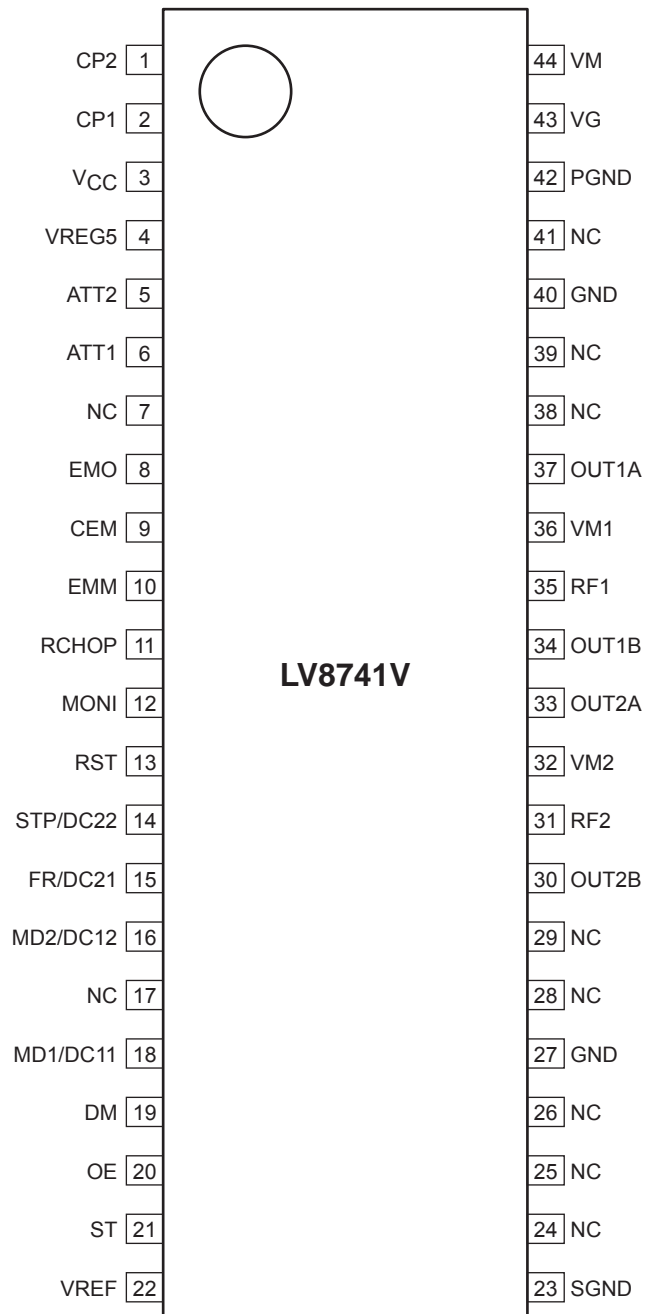 CP2 1 44 VM
CP1 2 43 VG
VCC 3 42 PGND
VREG5 4 41 NC
ATT2 5 40 GND
ATT1 6 39 NC
NC 7 38 NC
EMO 8 37 OUT1A
CEM 9 36 VM1
EMM 10 35 RF1
RCHOP 11 34 OUT1B
LV8741V
MONI 12 33 OUT2A
RST 13 32 VM2
STP/DC22 14 31 RF2
FR/DC21 15 30 OUT2B
MD2/DC12 16 29 NC
NC 17 28 NC
MD1/DC11 18 27 GND
DM 19 26 NC
OE 20 25 NC
ST 21 24 NC
VREF 22 23 SGND